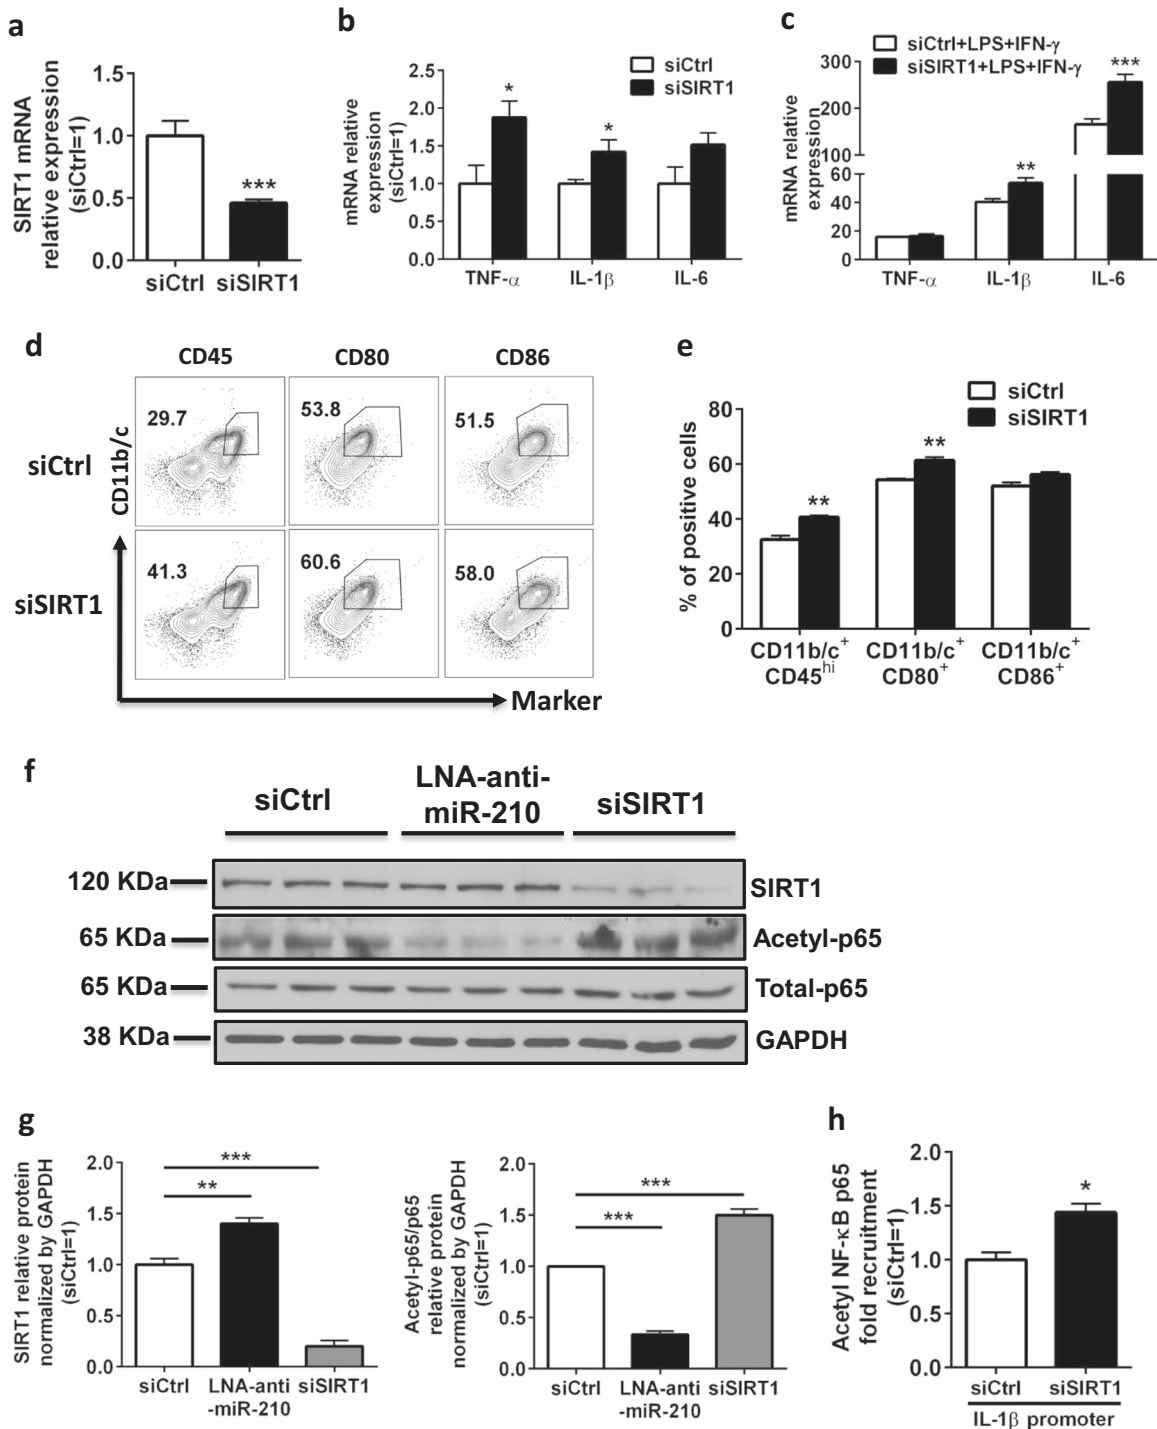 a
SIRT1 mRNA
relative expression
(siCtrl=1)
1.5
1.0
0.5
0.0
***
siCtrl siSIRT1
b
mRNA relative
expression
(siCtrl=1)
2.5
2.0
1.5
1.0
0.5
0.0
siCtrl
siSIRT1
*
*
TNF-α IL-1β IL-6
c
mRNA relative
expression
siCtrl+LPS+IFN-γ
siSIRT1+LPS+IFN-γ
300
200
100
60
40
20
0
**
***
TNF-α IL-1β IL-6
d
CD45 CD80 CD86
siCtrl
CD11b/c
29.7 53.8 51.5
siSIRT1
41.3 60.6 58.0
Marker
e
% of positive cells
80
60
40
20
0
siCtrl
siSIRT1
**
**
CD11b/c+ CD11b/c+ CD11b/c+
CD45hi CD80+ CD86+
f
siCtrl LNA-anti-miR-210 siSIRT1
120 KDa SIRT1
65 KDa Acetyl-p65
65 KDa Total-p65
38 KDa GAPDH
g
SIRT1 relative protein
normalized by GAPDH
(siCtrl=1)
2.0
1.5
1.0
0.5
0.0
***
**
siCtrl LNA-anti siSIRT1
-miR-210
Acetyl-p65/p65
relative protein
normalized by GAPDH
(siCtrl=1)
2.0
1.5
1.0
0.5
0.0
***
***
siCtrl LNA-anti siSIRT1
-miR-210
h
Acetyl NF-κB p65
fold recruitment
(siCtrl=1)
2.0
1.5
1.0
0.5
0.0
*
siCtrl siSIRT1
IL-1β promoter